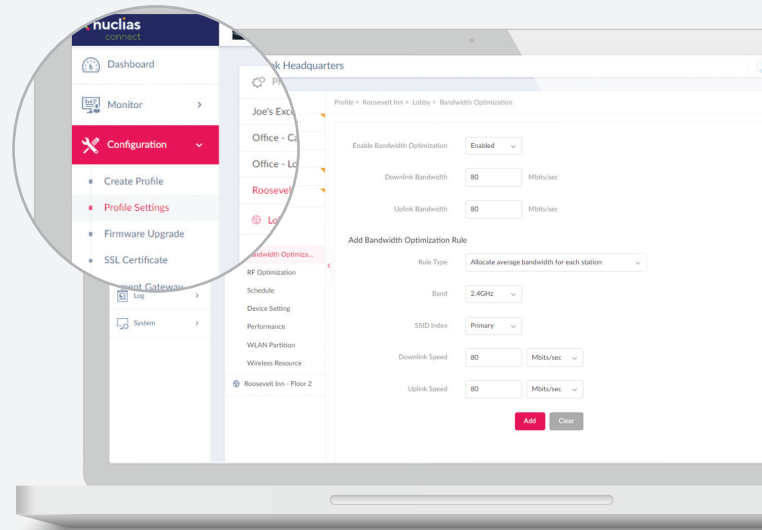 nuclias
connect
Dashboard
Monitor
Configuration
Create Profile
Profile Settings
Firmware Upgrade
SSL Certificate
Log
System
Headquarters
Joe's
Office -
Office -
Bandwidth Optimiza...
RF Optimization
Schedule
Device Setting
Performance
WLAN Partition
Wireless Resource
Roosevelt Inn - Floor 2
Profile > Roosevelt Inn > Lobby > Bandwidth Optimization
Enable Bandwidth Optimization Enabled
Downlink Bandwidth 80 Mbits/sec
Uplink Bandwidth 80 Mbits/sec
Add Bandwidth Optimization Rule
Rule Type Allocate average bandwidth for each station
Band 2.4GHz
SSID Index Primary
Downlink Speed 80 Mbits/sec
Uplink Speed 80 Mbits/sec
Add Clear